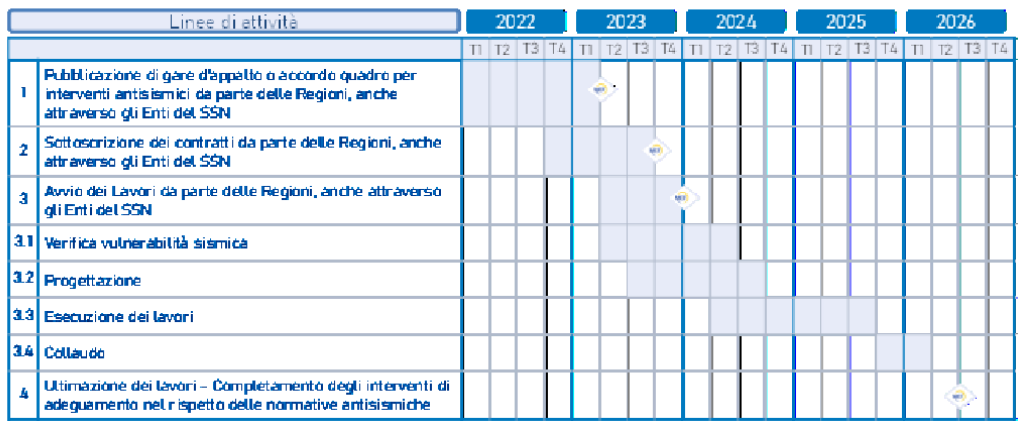 Linee di attività 2022 2023 2024 2025 2026
T1 T2 T3 T4 T1 T2 T3 T4 T1 T2 T3 T4 T1 T2 T3 T4 T1 T2 T3 T4
1 Pubblicazione di gare d'appalto o accordo quadro per
interventi antisismici da parte delle Regioni, anche
attraverso gli Enti del SSN
2 Sottoscrizione dei contratti da parte delle Regioni, anche
attraverso gli Enti del SSN
3 Avvio dei Lavori da parte delle Regioni, anche attraverso
gli Enti del SSN
3.1 Verifica vulnerabilità sismica
3.2 Progettazione
3.3 Esecuzione dei lavori
3.4 Collaudo
4 Ultimazione dei lavori – Completamento degli interventi di
adeguamento nel rispetto delle normative antisismiche